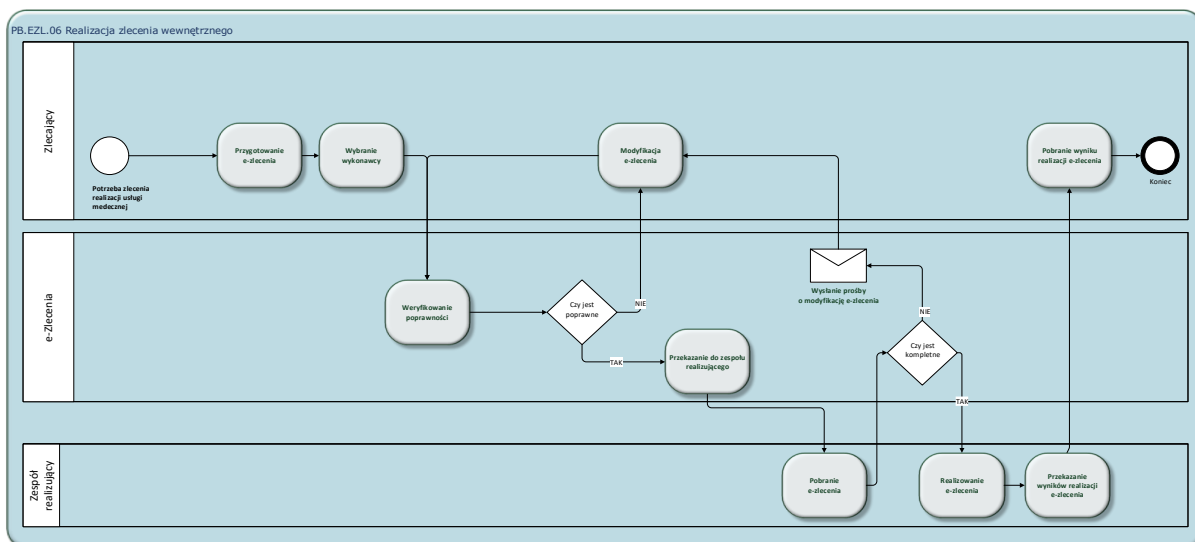 PB.EZL.06 Realizacja zlecenia wewnętrznego
Zlecający
Potrzeba zlecenia
realizacji usługi
medecznej
Przygotowanie
e-zlecenia
Wybranie
wykonawcy
Modyfikacja
e-zlecenia
Pobranie wyniku
realizacji e-zlecenia
Koniec
e-Zlecenia
Weryfikowanie
poprawności
Czy jest
poprawne
NIE
TAK
Przekazanie do zespołu
realizującego
Wysłanie prośby
o modyfikację e-zlecenia
NIE
Czy jest
kompletne
TAK
Zespół
realizujący
Pobranie
e-zlecenia
Realizowanie
e-zlecenia
Przekazanie
wyników realizacji
e-zlecenia